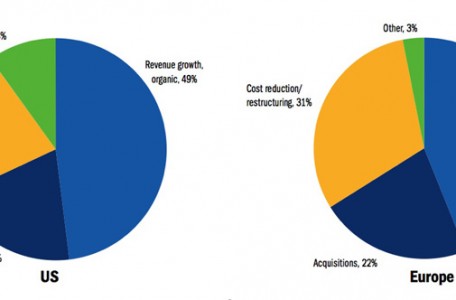 %
Revenue growth,
organic, 49%
%
US
Other, 3%
Cost reduction/
restructuring, 31%
Acquisitions, 22%
Europe